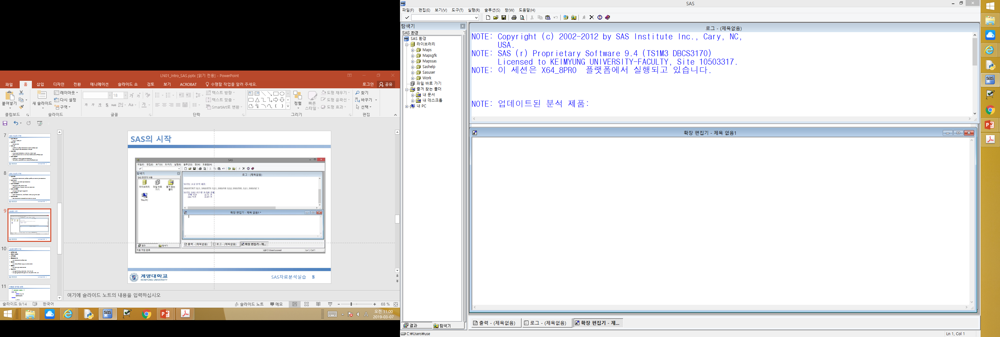 LN01_Intro_SAS.pptx [읽기 전용] - PowerPoint
파일 홈 삽입 디자인 전환 애니메이션 슬라이드 쇼 검토 보기 ACROBAT 수행할 작업을 알려 주세요. 로그인 공유
붙여넣기
클립보드
새 슬라이드
레이아웃
다시 설정
구역
슬라이드
18
글꼴
텍스트 방향
텍스트 맞춤
SmartArt로 변환
단락
정렬
빠른
스타일
도형 채우기
도형 윤곽선
도형 효과
그리기
찾기
바꾸기
선택
편집
7
8
9
10
11
SAS의 시작
SAS
파일(F) 편집(E) 보기(V) 도구(T) 실행(R) 솔루션(S) 창(W) 도움말(H)
탐색기
SAS 환경의 내용
라이브러리
파일 바로
가기
즐겨 찾는
폴더
This PC
로그 - (제목없음)
NOTE: 고급 분석 제품:
SAS/STAT 12.1, SAS/ETS 12.1, SAS/OR 12.2, SAS/IML 12.1, SAS/QC 1
NOTE: SAS 시스템 초기화 실행:
실행 시간 2.71 초
cpu 시간 2.20 초
확장 편집기 - 제목 없음1 *
결과 탐색기
출력 - (제목없음) 로그 - (제목없음) 확장 편집기 - 제...
자동 저장 완료
C:\Users\scored
Ln 1, Col 1
계명대학교
KEIMYUNG UNIVERSITY
SAS자료분석실습 8
여기에 슬라이드 노트의 내용을 입력하십시오
슬라이드 9/14 한국어 슬라이드 노트 메모 68 %
오전 11:00
2019-03-07
SAS
파일(F) 편집(E) 보기(V) 도구(T) 실행(R) 솔루션(S) 창(W) 도움말(H)
탐색기
SAS 환경
SAS 환경
라이브러리
Maps
Mapsgfk
Mapssas
Sashelp
Sasuser
Work
파일 바로 가기
즐겨 찾는 폴더
내 문서
내 데스크톱
내 PC
결과 탐색기
로그 - (제목없음)
NOTE: Copyright (c) 2002-2012 by SAS Institute Inc., Cary, NC,
USA.
NOTE: SAS (r) Proprietary Software 9.4 (TS1M3 DBCS3170)
Licensed to KEIMYUNG UNIVERSITY-FACULTY, Site 10503317.
NOTE: 이 세션은 X64_8PRO 플랫폼에서 실행되고 있습니다.
NOTE: 업데이트된 분석 제품:
확장 편집기 - 제목 없음1
출력 - (제목없음) 로그 - (제목없음) 확장 편집기 - 제...
C:₩Users₩use
Ln 1, Col 1